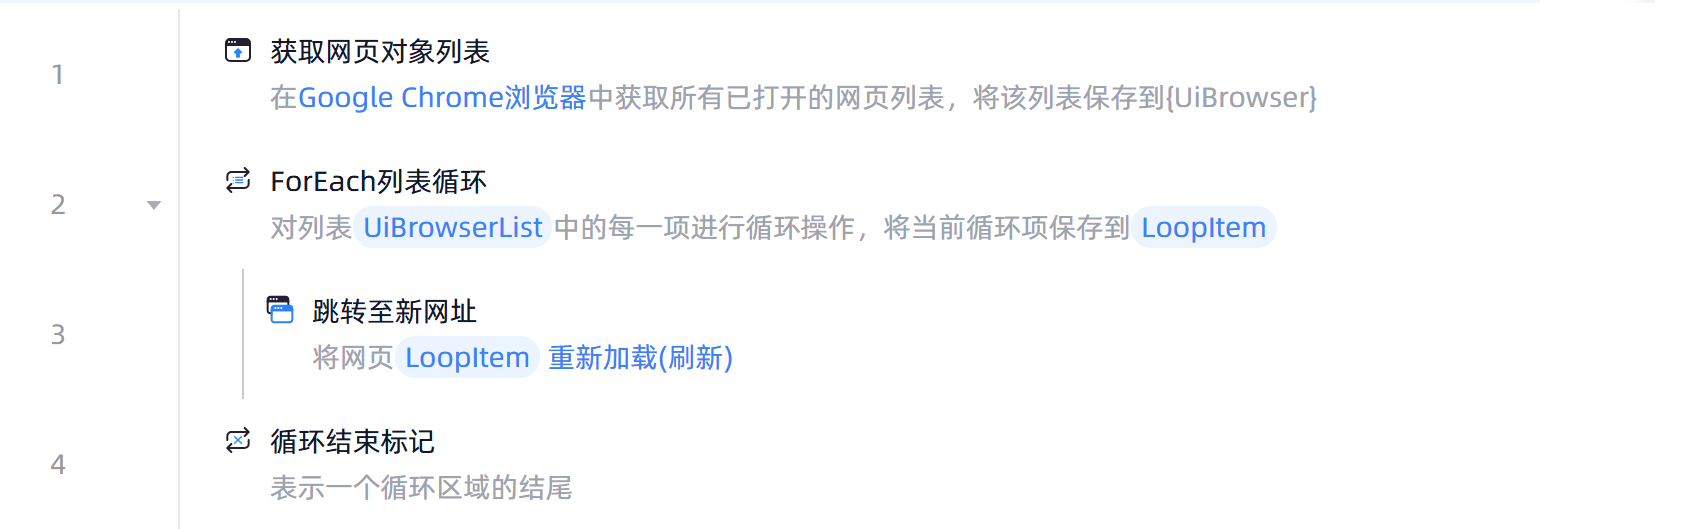 1
获取网页对象列表
在Google Chrome浏览器中获取所有已打开的网页列表，将该列表保存到{UiBrowser}
2
ForEach列表循环
对列表 UiBrowserList 中的每一项进行循环操作，将当前循环项保存到 LoopItem
3
跳转至新网址
将网页 LoopItem 重新加载(刷新)
4
循环结束标记
表示一个循环区域的结尾